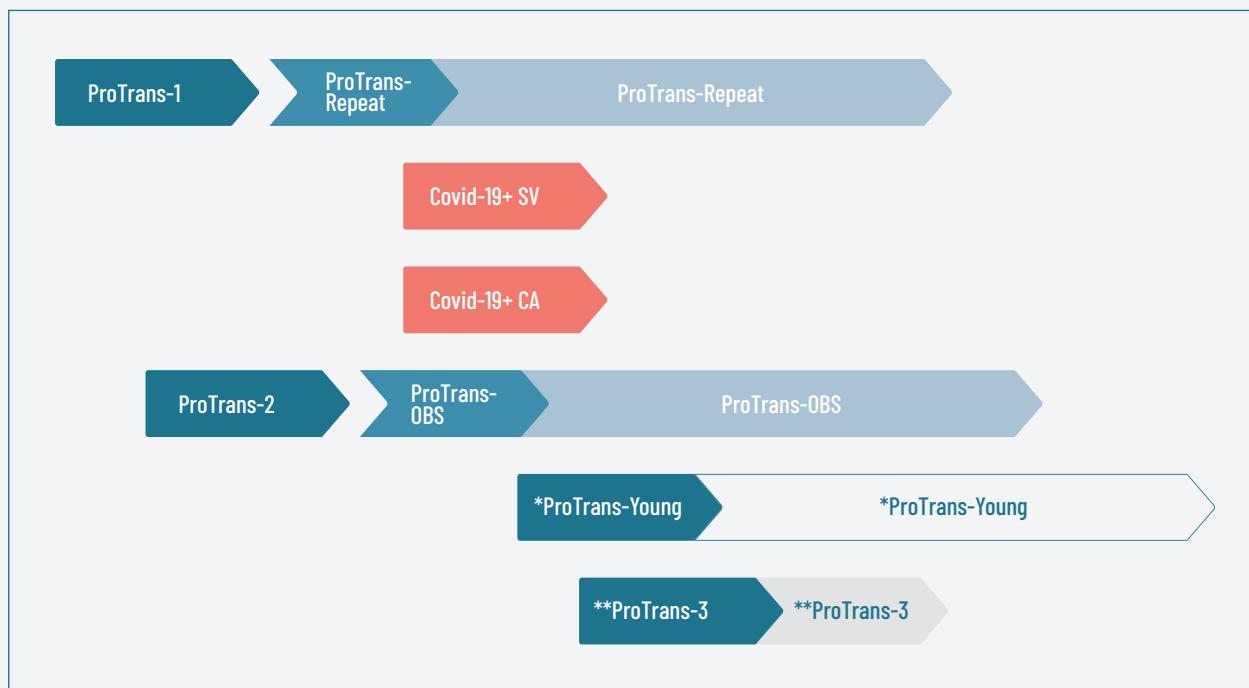 ProTrans-1
ProTrans-
Repeat
ProTrans-Repeat
Covid-19+ SV
Covid-19+ CA
ProTrans-2
ProTrans-
OBS
ProTrans-OBS
*ProTrans-Young
*ProTrans-Young
**ProTrans-3
**ProTrans-3